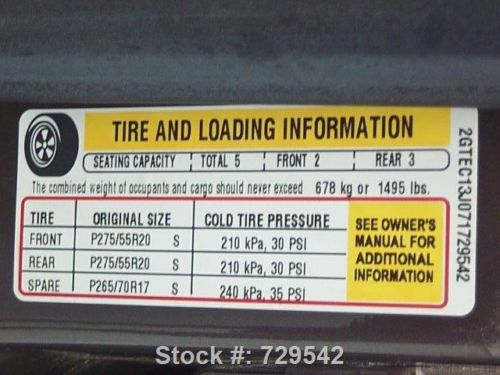 TIRE AND LOADING INFORMATION
SEATING CAPACITY TOTAL 5 FRONT 2 REAR 3
The combined weight of occupants and cargo should never exceed 678 kg or 1495 lbs.
TIRE ORIGINAL SIZE COLD TIRE PRESSURE
FRONT P275/55R20 S 210 kPa, 30 PSI
REAR P275/55R20 S 210 kPa, 30 PSI
SPARE P265/70R17 S 240 kPa, 35 PSI
SEE OWNER'S
MANUAL FOR
ADDITIONAL
INFORMATION
2GTEC13J071729542
Stock #: 729542